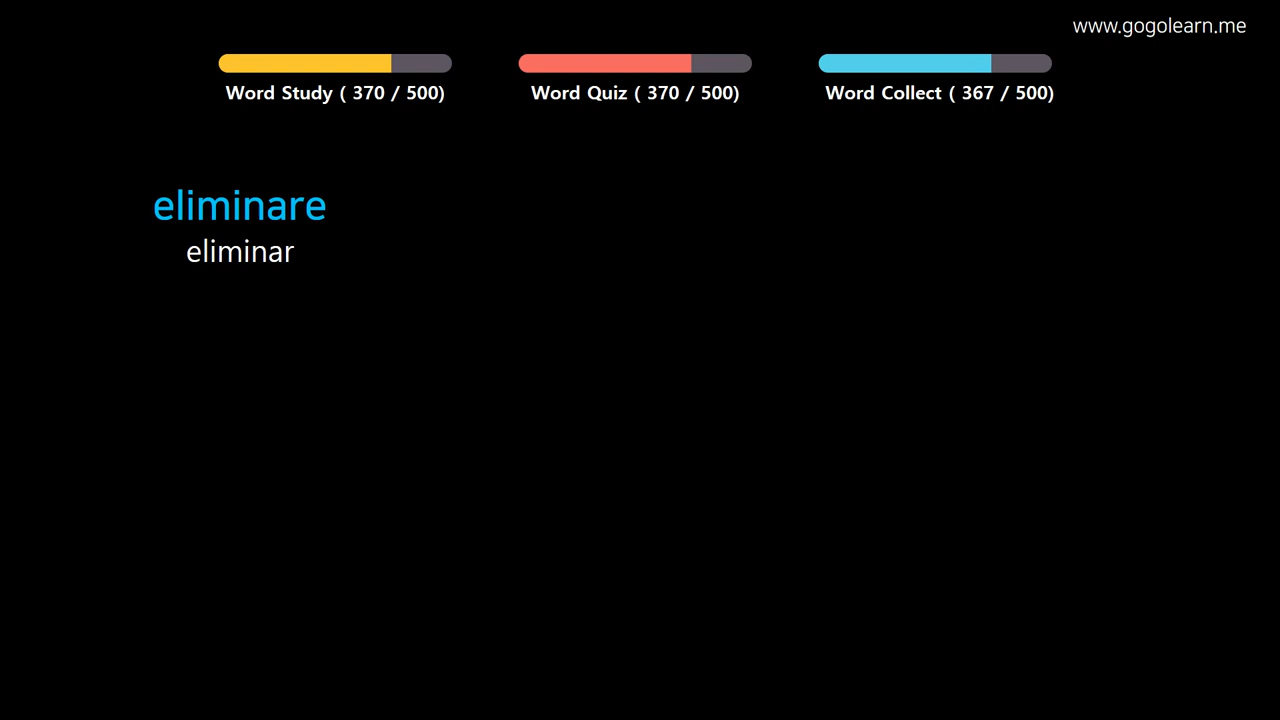 www.gogolearn.me
Word Study ( 370 / 500)
Word Quiz ( 370 / 500)
Word Collect ( 367 / 500)
eliminare
eliminar